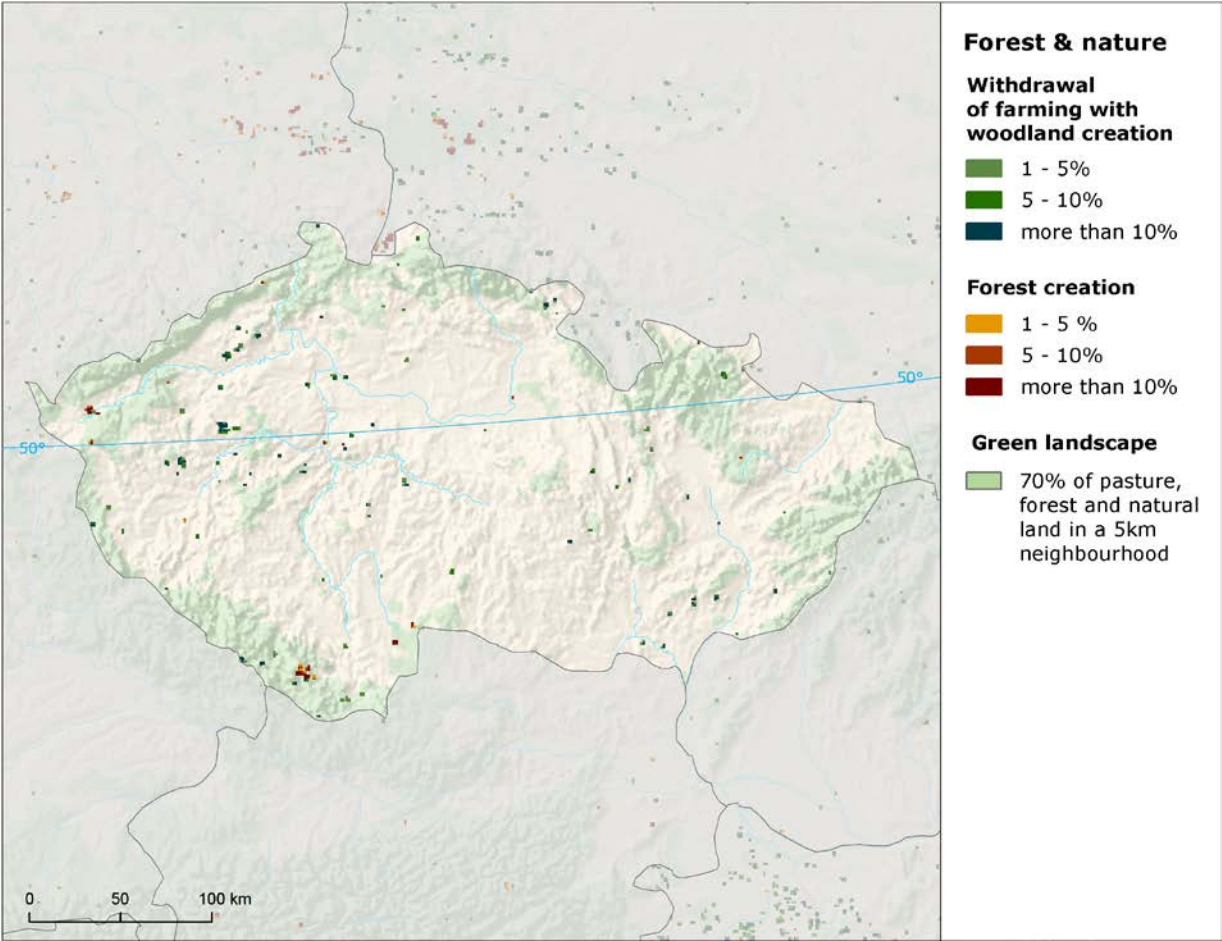 Forest & nature
Withdrawal
of farming with
woodland creation
1 - 5%
5 - 10%
more than 10%
Forest creation
1 - 5 %
5 - 10%
more than 10%
Green landscape
70% of pasture,
forest and natural
land in a 5km
neighbourhood
50°
50°
0 50 100 km